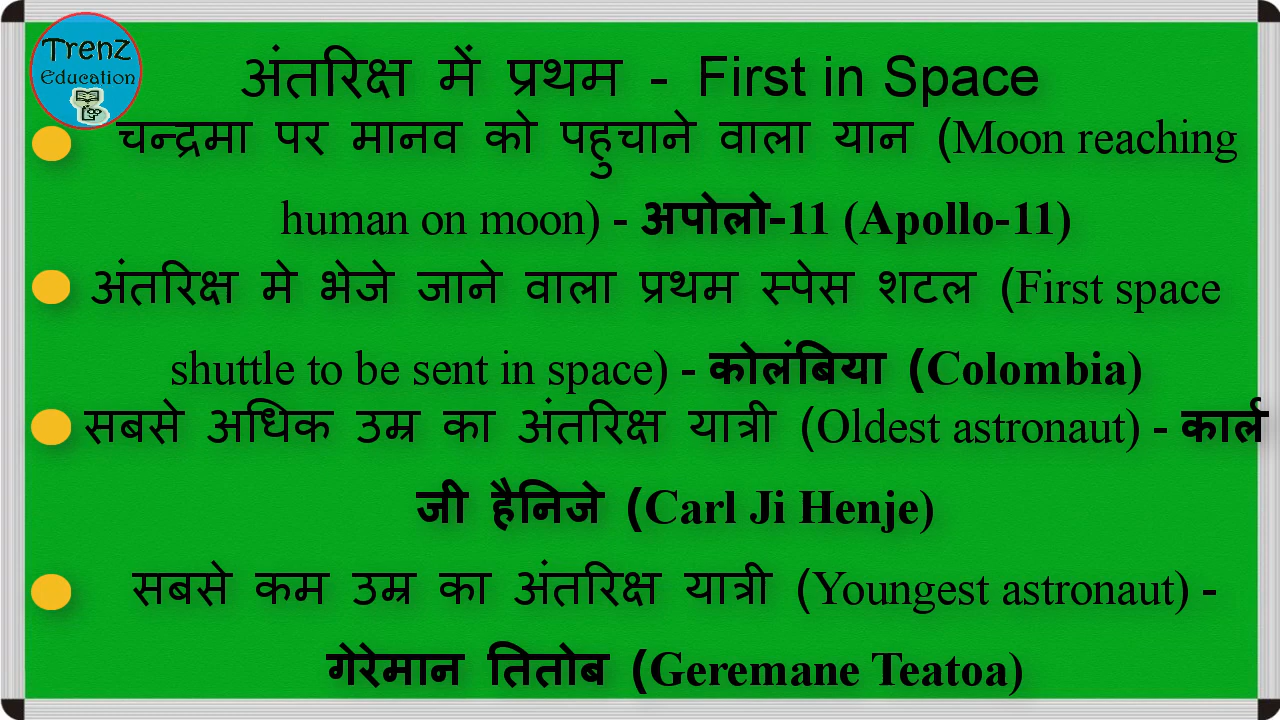 TrenZ
Education
अंतरिक्ष में प्रथम - First in Space
चन्द्रमा पर मानव को पहुचाने वाला यान (Moon reaching
human on moon) - अपोलो-11 (Apollo-11)
अंतरिक्ष मे भेजे जाने वाला प्रथम स्पेस शटल (First space
shuttle to be sent in space) - कोलंबिया (Colombia)
सबसे अधिक उम्र का अंतरिक्ष यात्री (Oldest astronaut) - कार्ल
जी हैनिजे (Carl Ji Henje)
सबसे कम उम्र का अंतरिक्ष यात्री (Youngest astronaut) -
गेरेमान तितोब (Geremane Teatoa)